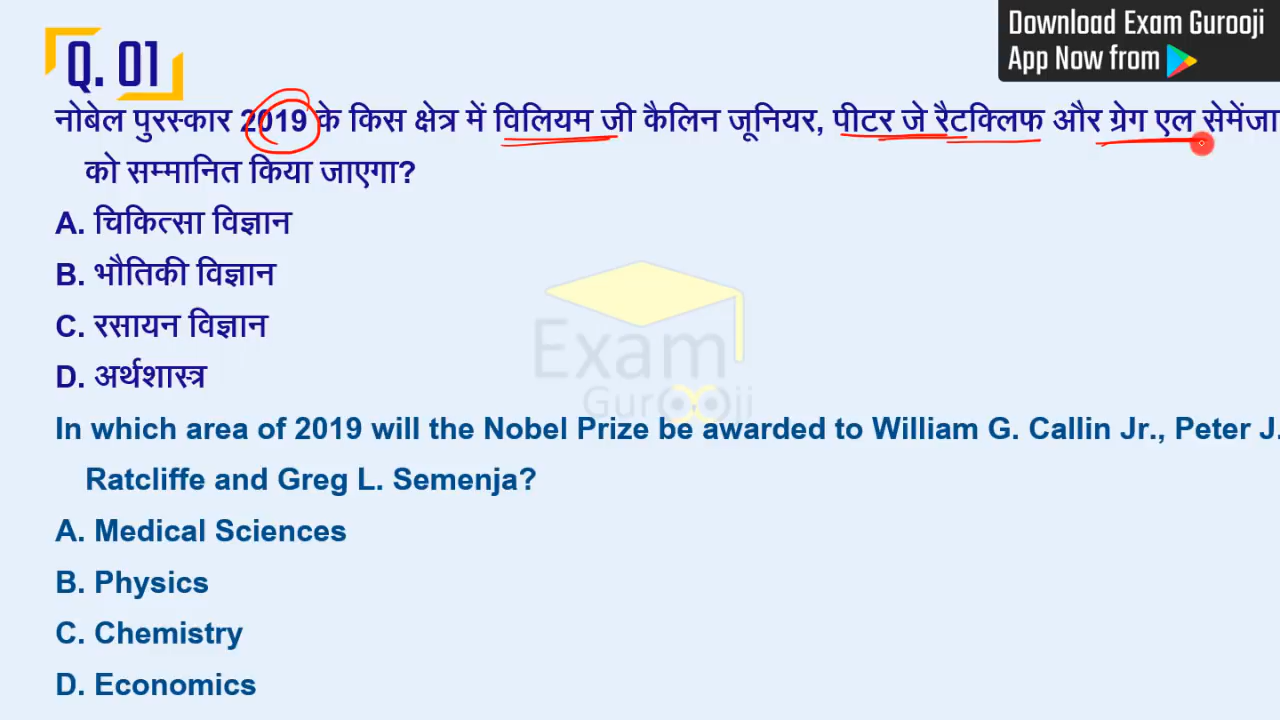 Download Exam Gurooji
App Now from
Q. 01
नोबेल पुरस्कार 2019 के किस क्षेत्र में विलियम जी कैलिन जूनियर, पीटर जे रैटक्लिफ और ग्रेग एल सेमेंजा
को सम्मानित किया जाएगा?
A. चिकित्सा विज्ञान
B. भौतिकी विज्ञान
C. रसायन विज्ञान
D. अर्थशास्त्र
Exam
Gurooji
In which area of 2019 will the Nobel Prize be awarded to William G. Callin Jr., Peter J.
Ratcliffe and Greg L. Semenja?
A. Medical Sciences
B. Physics
C. Chemistry
D. Economics